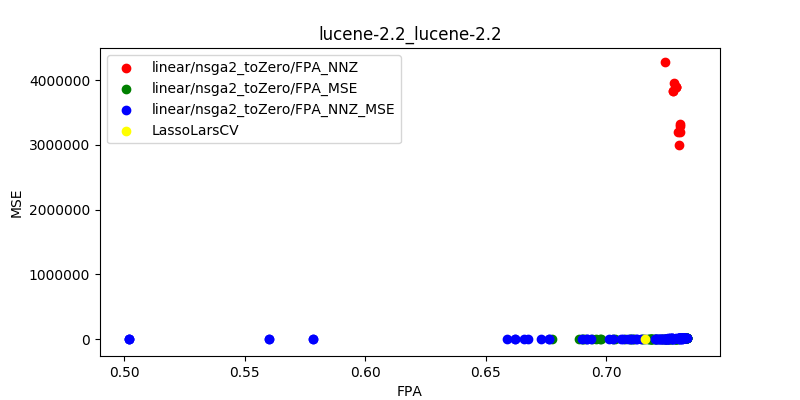 lucene-2.2_lucene-2.2
linear/nsga2_toZero/FPA_NNZ
linear/nsga2_toZero/FPA_MSE
linear/nsga2_toZero/FPA_NNZ_MSE
LassoLarsCV
4000000
3000000
2000000
1000000
0
MSE
0.50 0.55 0.60 0.65 0.70
FPA